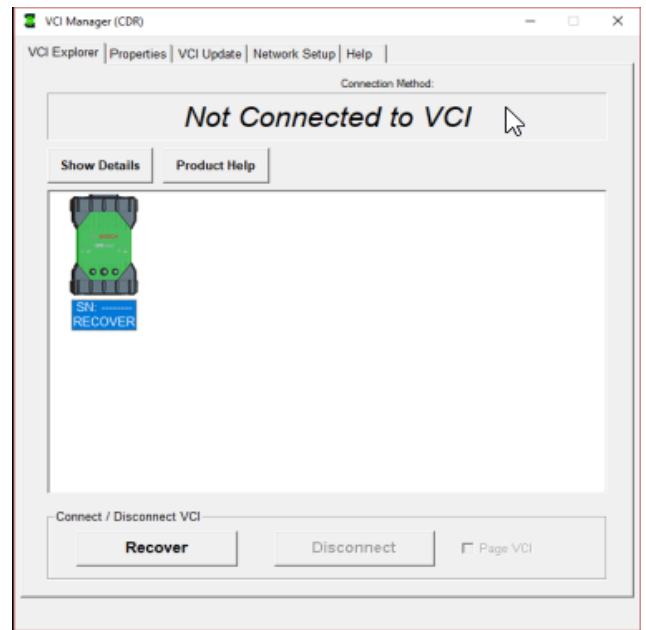 VCI Manager (CDR)
VCI Explorer Properties VCI Update Network Setup Help
Connection Method:
Not Connected to VCI
Show Details Product Help
BOSCH
SN: --------
RECOVER
Connect / Disconnect VCI
Recover Disconnect Page VCI